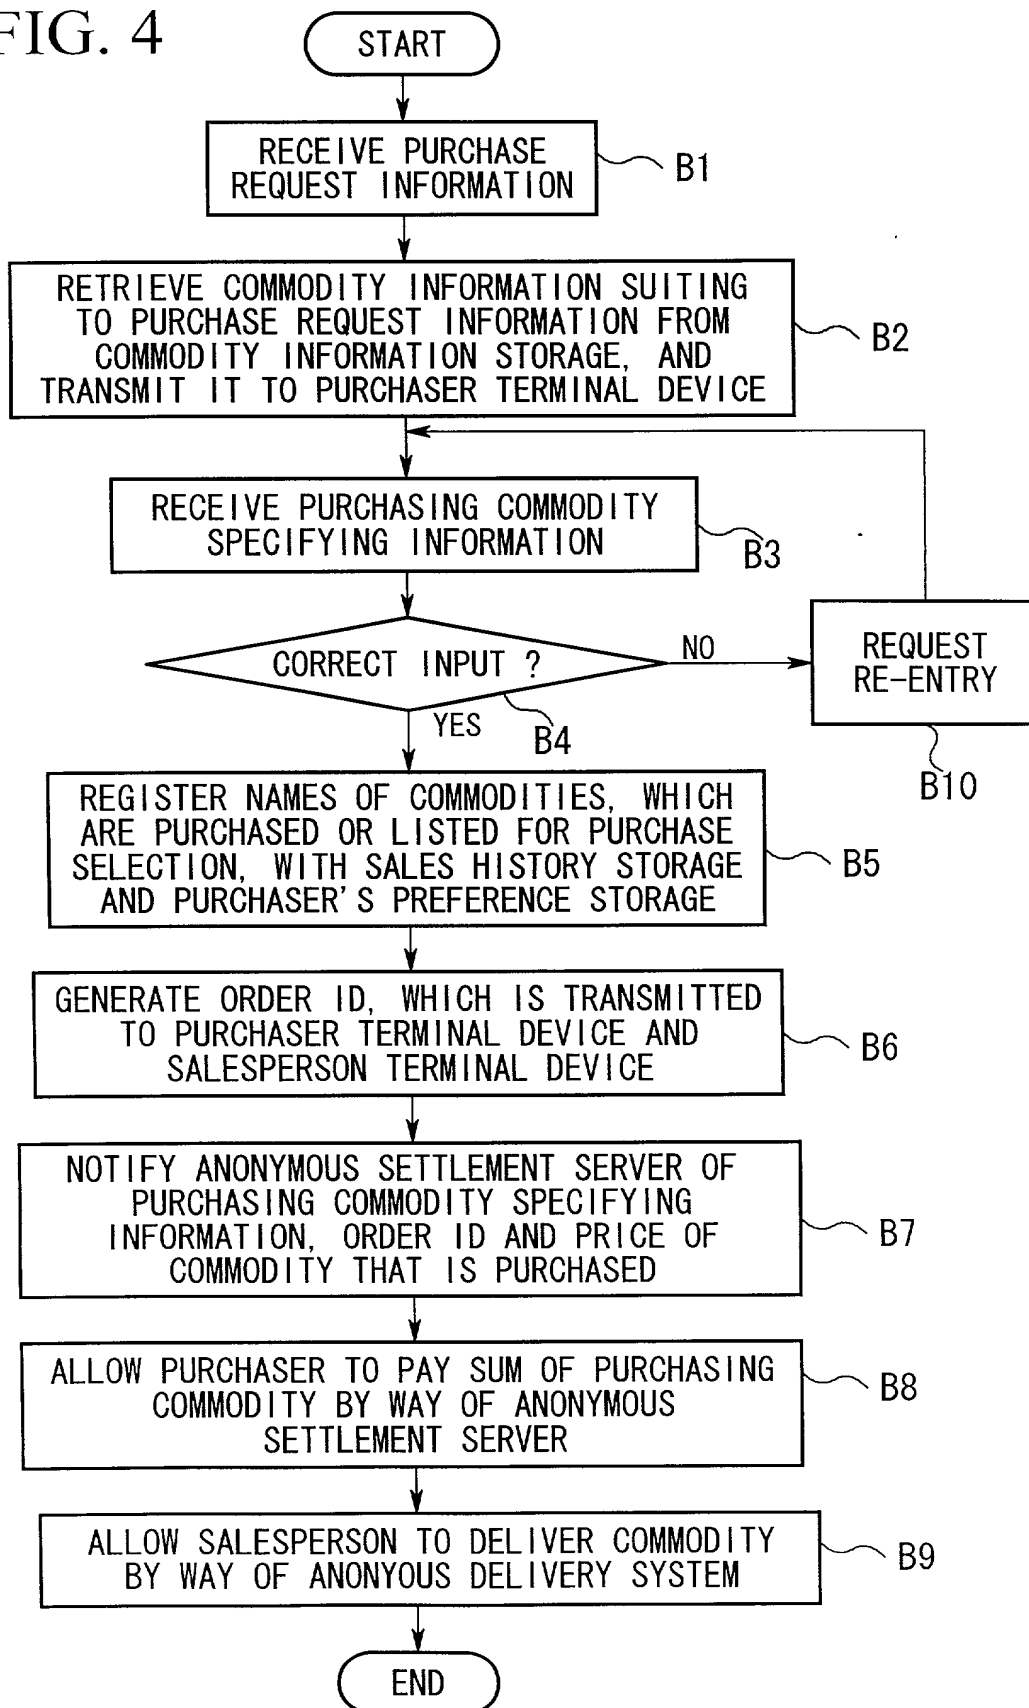 FIG. 4
START
RECEIVE PURCHASE
REQUEST INFORMATION
B1
RETRIEVE COMMODITY INFORMATION SUITING
TO PURCHASE REQUEST INFORMATION FROM
COMMODITY INFORMATION STORAGE, AND
TRANSMIT IT TO PURCHASER TERMINAL DEVICE
B2
RECEIVE PURCHASING COMMODITY
SPECIFYING INFORMATION
B3
CORRECT INPUT ?
NO
REQUEST
RE-ENTRY
YES
B4
B10
REGISTER NAMES OF COMMODITIES, WHICH
ARE PURCHASED OR LISTED FOR PURCHASE
SELECTION, WITH SALES HISTORY STORAGE
AND PURCHASER'S PREFERENCE STORAGE
B5
GENERATE ORDER ID, WHICH IS TRANSMITTED
TO PURCHASER TERMINAL DEVICE AND
SALESPERSON TERMINAL DEVICE
B6
NOTIFY ANONYMOUS SETTLEMENT SERVER OF
PURCHASING COMMODITY SPECIFYING
INFORMATION, ORDER ID AND PRICE OF
COMMODITY THAT IS PURCHASED
B7
ALLOW PURCHASER TO PAY SUM OF PURCHASING
COMMODITY BY WAY OF ANONYMOUS
SETTLEMENT SERVER
B8
ALLOW SALESPERSON TO DELIVER COMMODITY
BY WAY OF ANONYOUS DELIVERY SYSTEM
B9
END